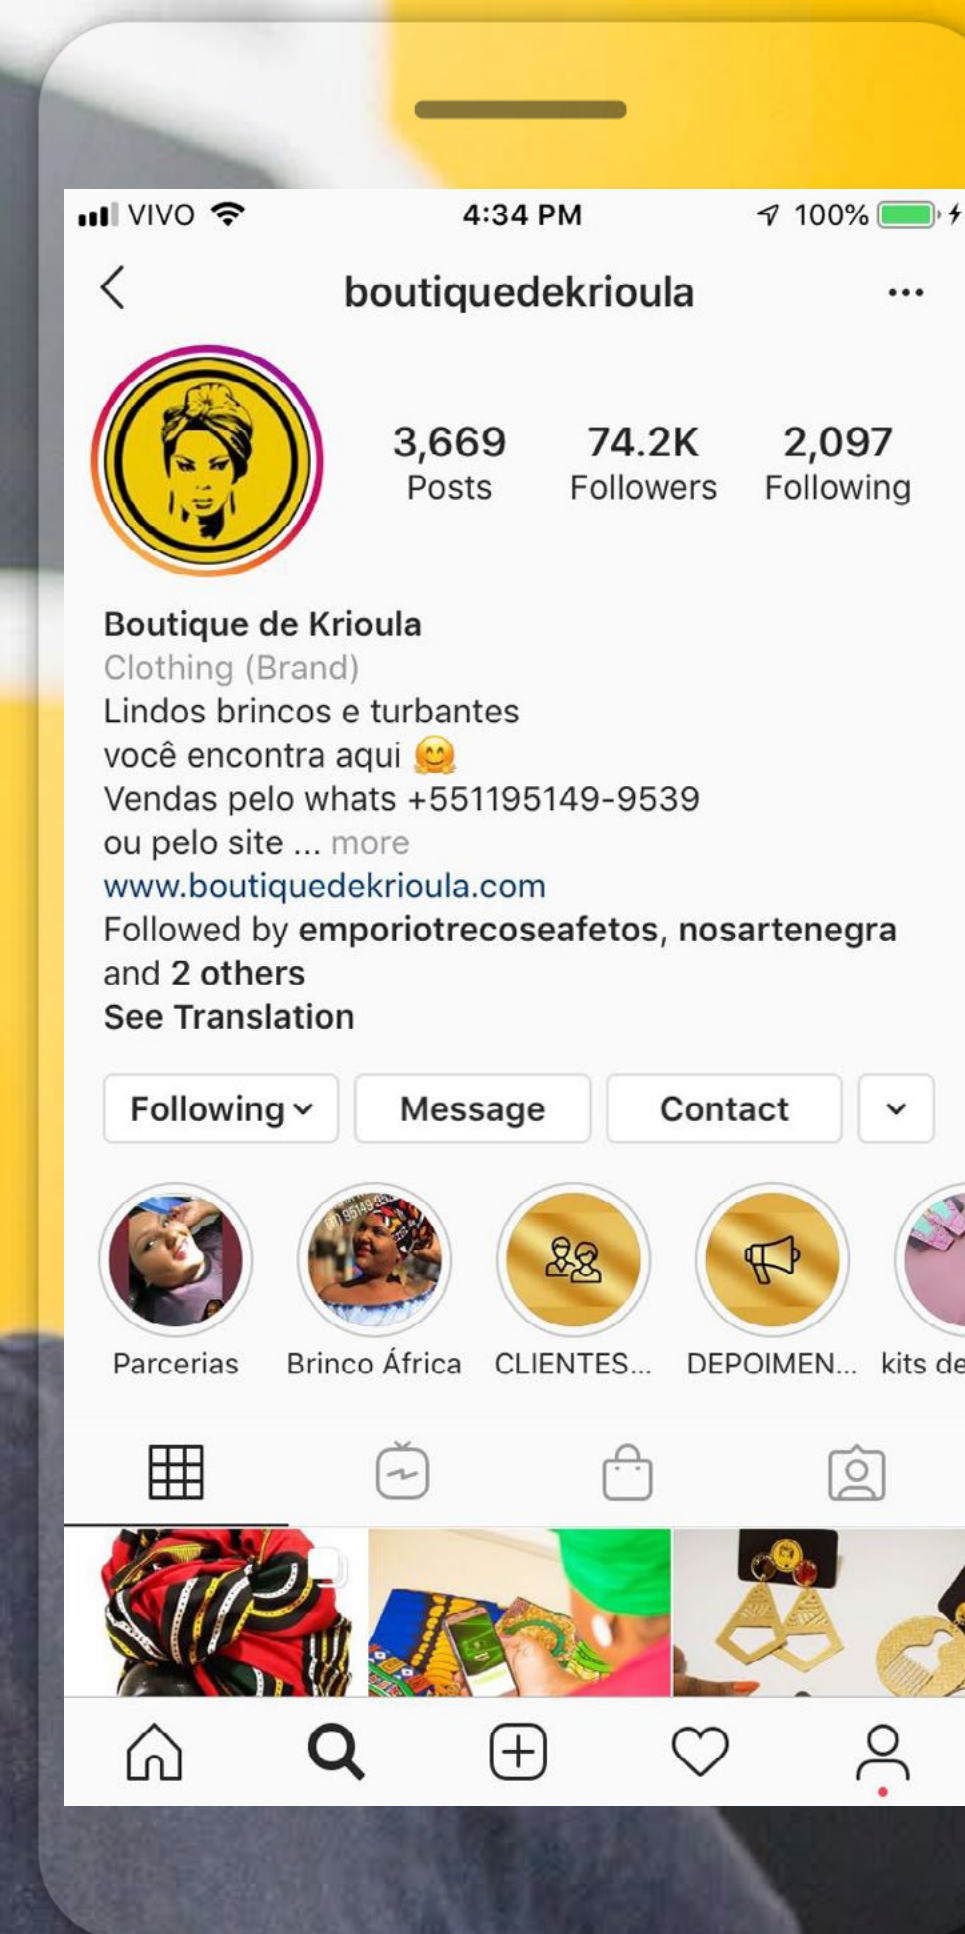 VIVO 4:34 PM 100%
boutiquedekrioula
3,669 74.2K 2,097
Posts Followers Following
Boutique de Krioula
Clothing (Brand)
Lindos brincos e turbantes
você encontra aqui 🤗
Vendas pelo whats +551195149-9539
ou pelo site ... more
www.boutiquedekrioula.com
Followed by emporiotrecoseafetos, nosartenegra
and 2 others
See Translation
Following Message Contact
Parcerias Brinco África CLIENTES... DEPOIMEN... kits de